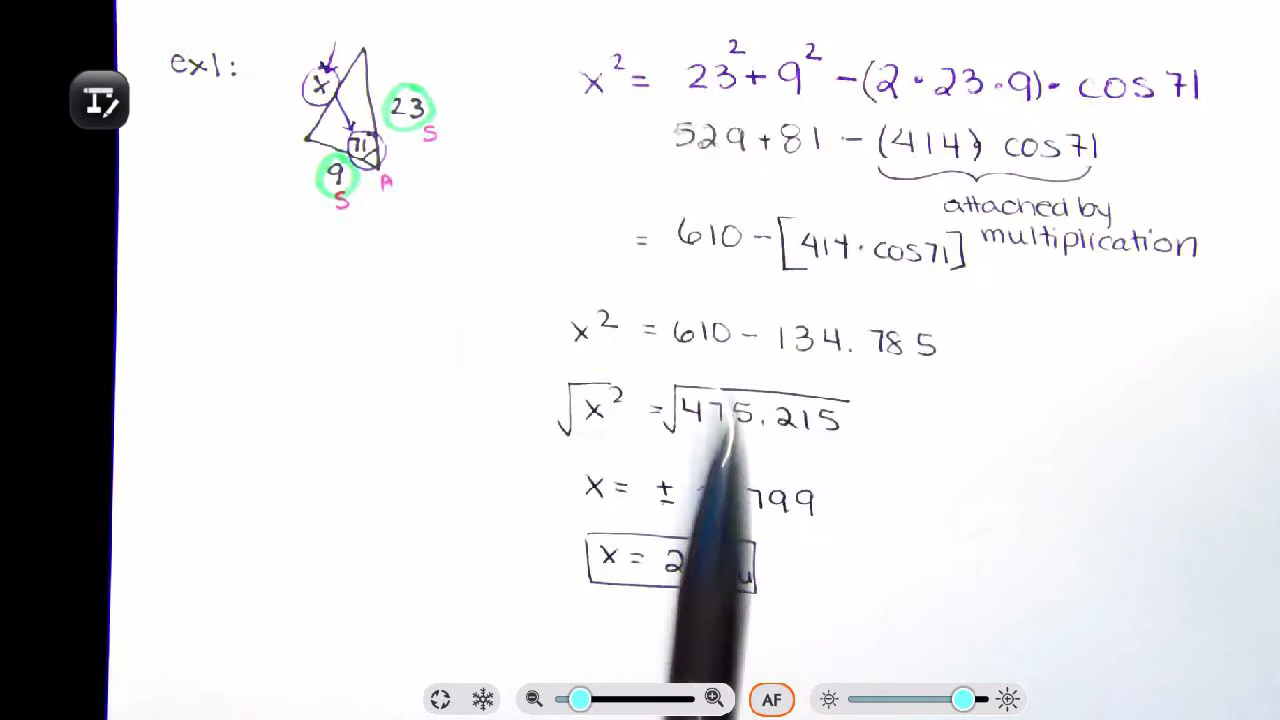 ex1:
x
23
S
71
9
S
A
x² = 23² + 9² - (2 · 23 · 9) · cos 71
529 + 81 - (414) cos 71
attached by
multiplication
= 610 - [414 · cos 71]
x² = 610 - 134.785
√x² = √475.215
x = ± 799
x = 2 u
AF